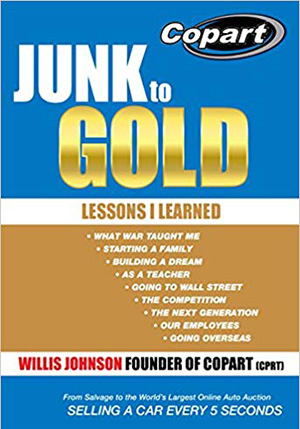 Copart
JUNK to
GOLD
LESSONS I LEARNED
• WHAT WAR TAUGHT ME
• STARTING A FAMILY
• BUILDING A DREAM
• AS A TEACHER
• GOING TO WALL STREET
• THE COMPETITION
• THE NEXT GENERATION
• OUR EMPLOYEES
• GOING OVERSEAS
WILLIS JOHNSON FOUNDER OF COPART (CPRT)
From Salvage to the World's Largest Online Auto Auction
SELLING A CAR EVERY 5 SECONDS